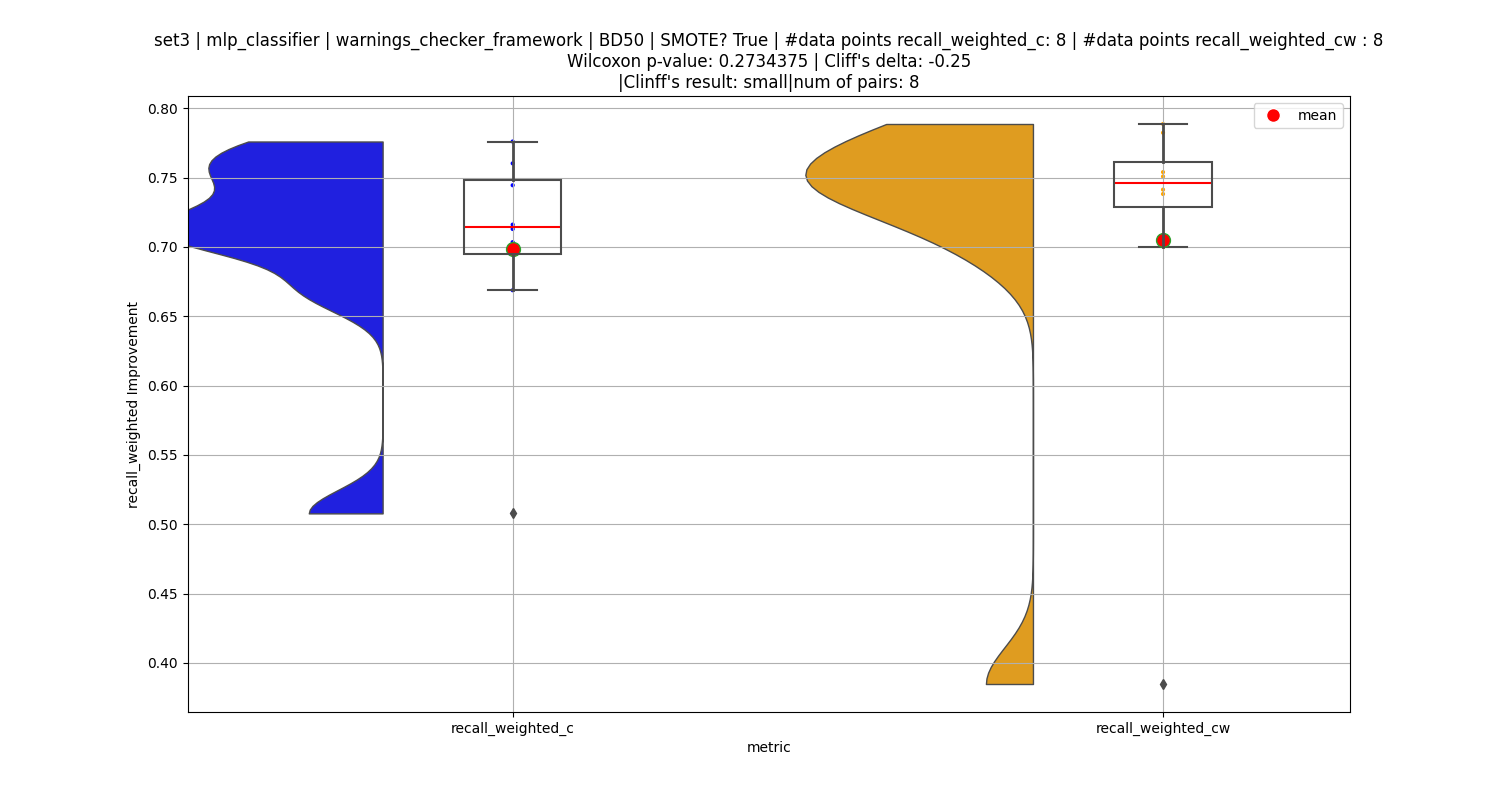 set3 | mlp_classifier | warnings_checker_framework | BD50 | SMOTE? True | #data points recall_weighted_c: 8 | #data points recall_weighted_cw : 8
Wilcoxon p-value: 0.2734375 | Cliff's delta: -0.25
|Clinff's result: small|num of pairs: 8
mean
0.80
0.75
0.70
0.65
0.60
0.55
0.50
0.45
0.40
recall_weighted Improvement
recall_weighted_c
recall_weighted_cw
metric